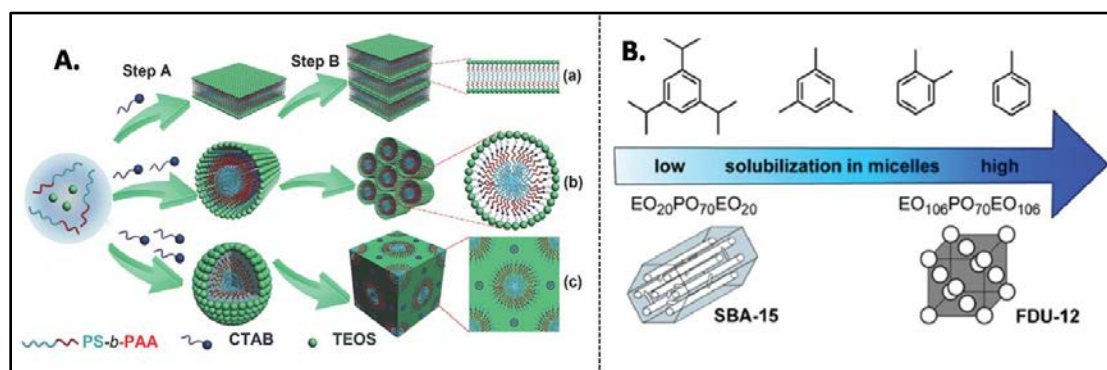 A.
Step A
Step B
(a)
(b)
(c)
PS-b-PAA
CTAB
TEOS
B.
low solubilization in micelles high
EO₂₀PO₇₀EO₂₀
EO₁₀₆PO₇₀EO₁₀₆
SBA-15
FDU-12